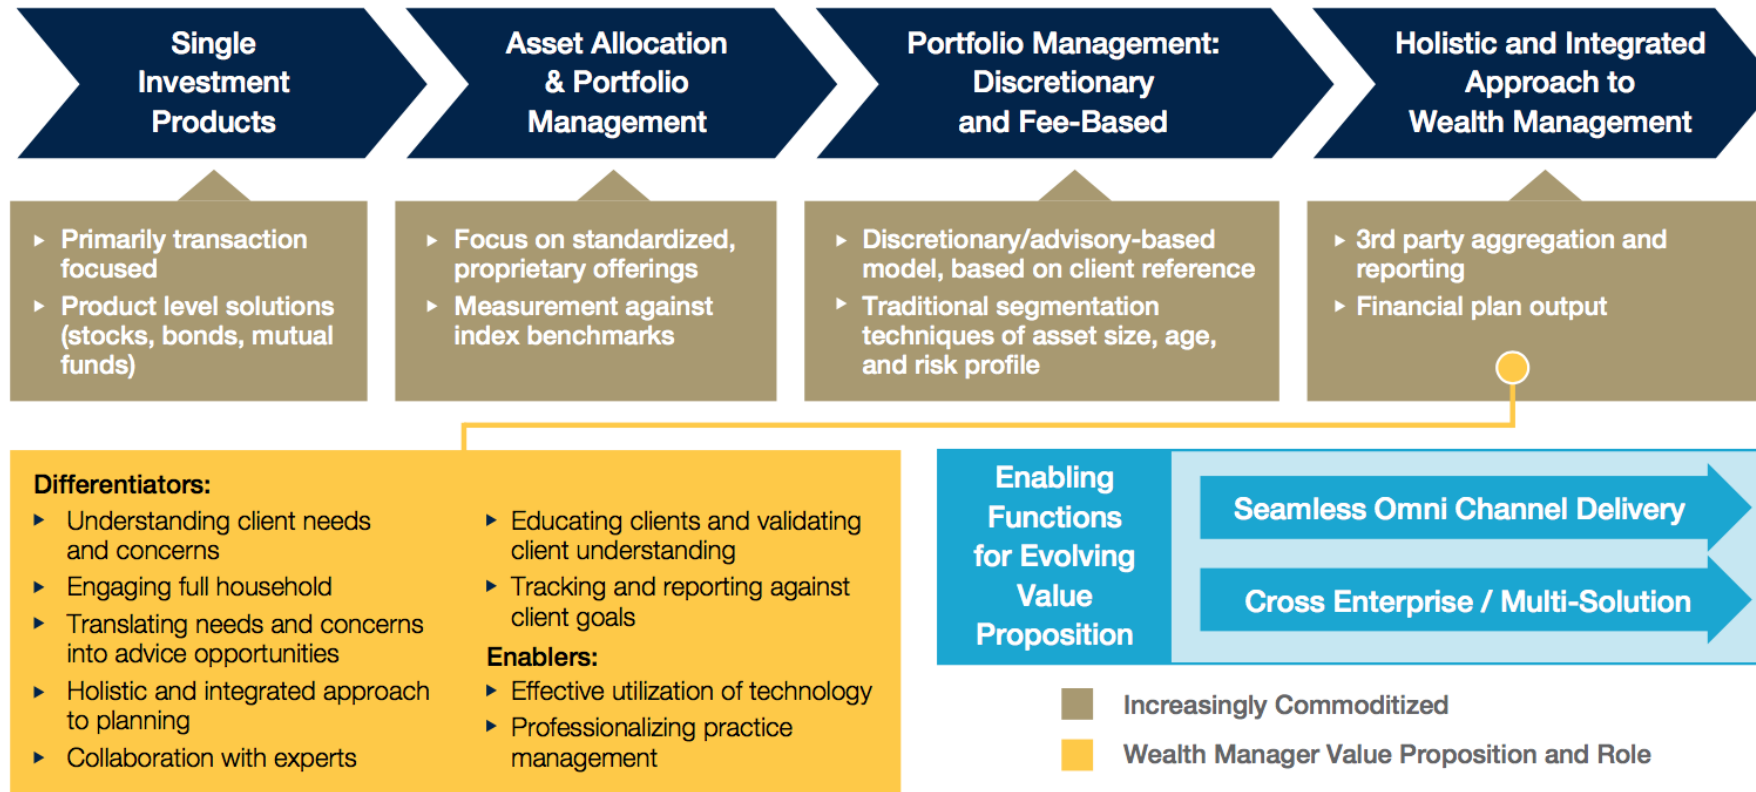 Single
Investment
Products
Asset Allocation
& Portfolio
Management
Portfolio Management:
Discretionary
and Fee-Based
Holistic and Integrated
Approach to
Wealth Management
Primarily transaction
focused
Product level solutions
(stocks, bonds, mutual
funds)
Focus on standardized,
proprietary offerings
Measurement against
index benchmarks
Discretionary/advisory-based
model, based on client reference
Traditional segmentation
techniques of asset size, age,
and risk profile
3rd party aggregation and
reporting
Financial plan output
Differentiators:
Understanding client needs
and concerns
Engaging full household
Translating needs and concerns
into advice opportunities
Holistic and integrated approach
to planning
Collaboration with experts
Educating clients and validating
client understanding
Tracking and reporting against
client goals
Enablers:
Effective utilization of technology
Professionalizing practice
management
Enabling
Functions
for Evolving
Value
Proposition
Seamless Omni Channel Delivery
Cross Enterprise / Multi-Solution
Increasingly Commoditized
Wealth Manager Value Proposition and Role